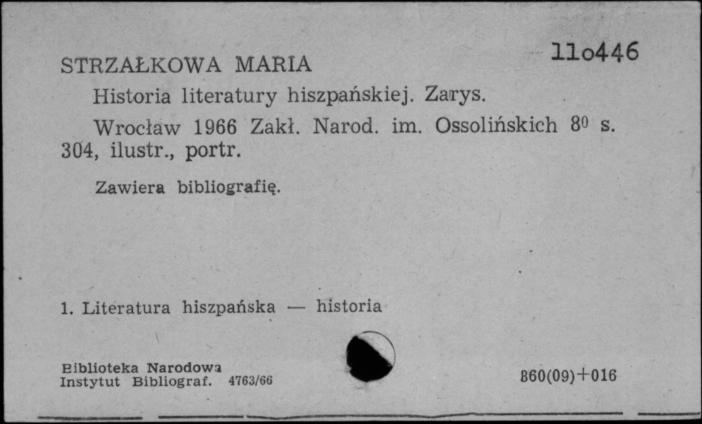 110446
STRZAŁKOWA MARIA
Historia literatury hiszpańskiej. Zarys.
Wrocław 1966 Zakł. Narod. im. Ossolińskich 8⁰ s.
304, ilustr., portr.
Zawiera bibliografię.
1. Literatura hiszpańska — historia
Biblioteka Narodowa
Instytut Bibliograf. 4763/66
860(09)+016